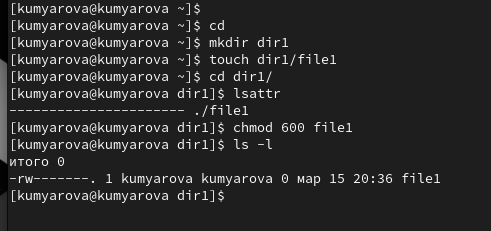 [kumyarova@kumyarova ~]$
[kumyarova@kumyarova ~]$ cd
[kumyarova@kumyarova ~]$ mkdir dir1
[kumyarova@kumyarova ~]$ touch dir1/file1
[kumyarova@kumyarova ~]$ cd dir1/
[kumyarova@kumyarova dir1]$ lsattr
---------------------- ./file1
[kumyarova@kumyarova dir1]$ chmod 600 file1
[kumyarova@kumyarova dir1]$ ls -l
итого 0
-rw-------. 1 kumyarova kumyarova 0 мар 15 20:36 file1
[kumyarova@kumyarova dir1]$